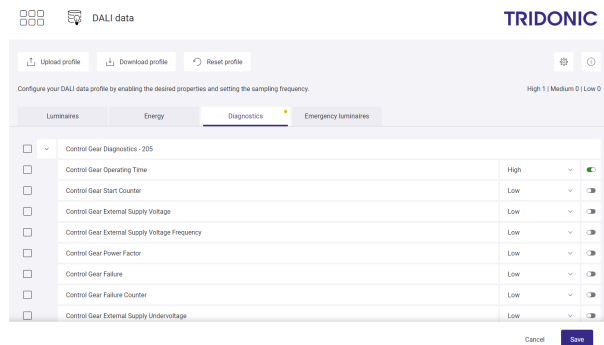 DALI data
TRIDONIC
Upload profile
Download profile
Reset profile
Configure your DALI data profile by enabling the desired properties and setting the sampling frequency.
High 1 | Medium 0 | Low 0
Luminaires
Energy
Diagnostics
Emergency luminaires
Control Gear Diagnostics - 205
Control Gear Operating Time
High
Control Gear Start Counter
Low
Control Gear External Supply Voltage
Low
Control Gear External Supply Voltage Frequency
Low
Control Gear Power Factor
Low
Control Gear Failure
Low
Control Gear Failure Counter
Low
Control Gear External Supply Undervoltage
Low
Cancel
Save